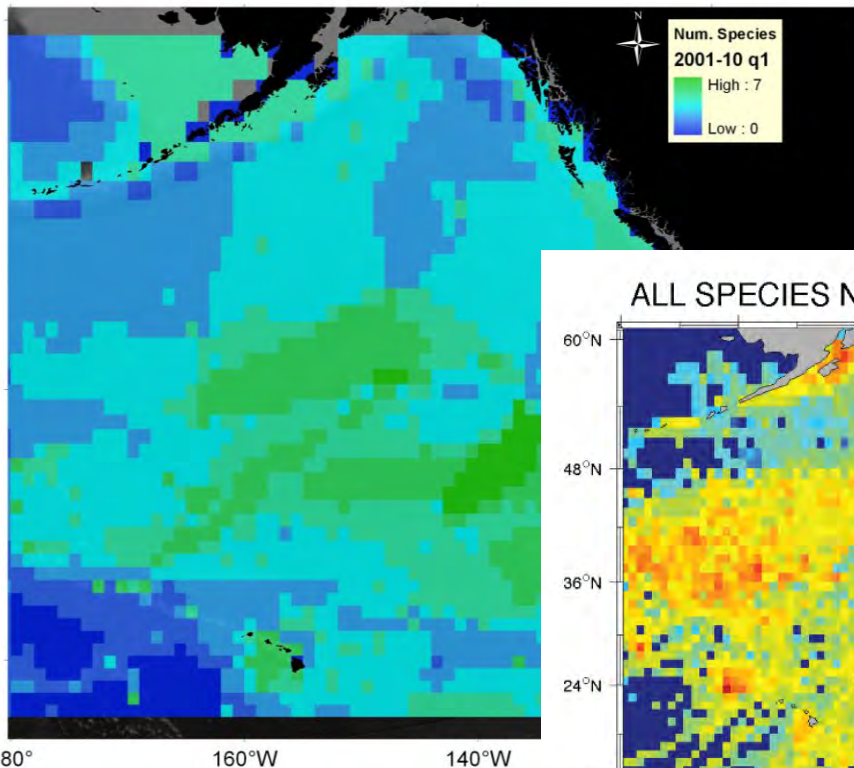 N
Num. Species
2001-10 q1
High : 7
Low : 0
ALL SPECIES N
60°N
48°N
36°N
24°N
80°
160°W
140°W